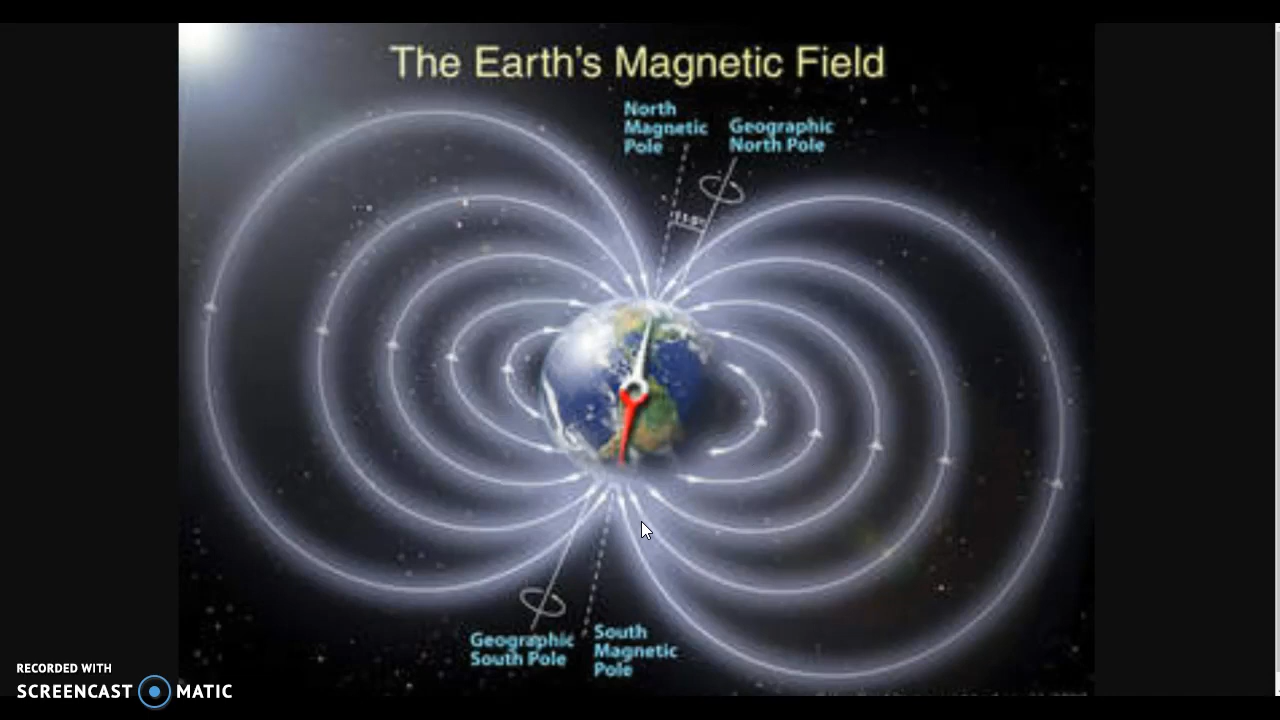 The Earth's Magnetic Field
North
Magnetic
Pole
Geographic
North Pole
Geographic
South Pole
South
Magnetic
Pole
RECORDED WITH
SCREENCAST MATIC